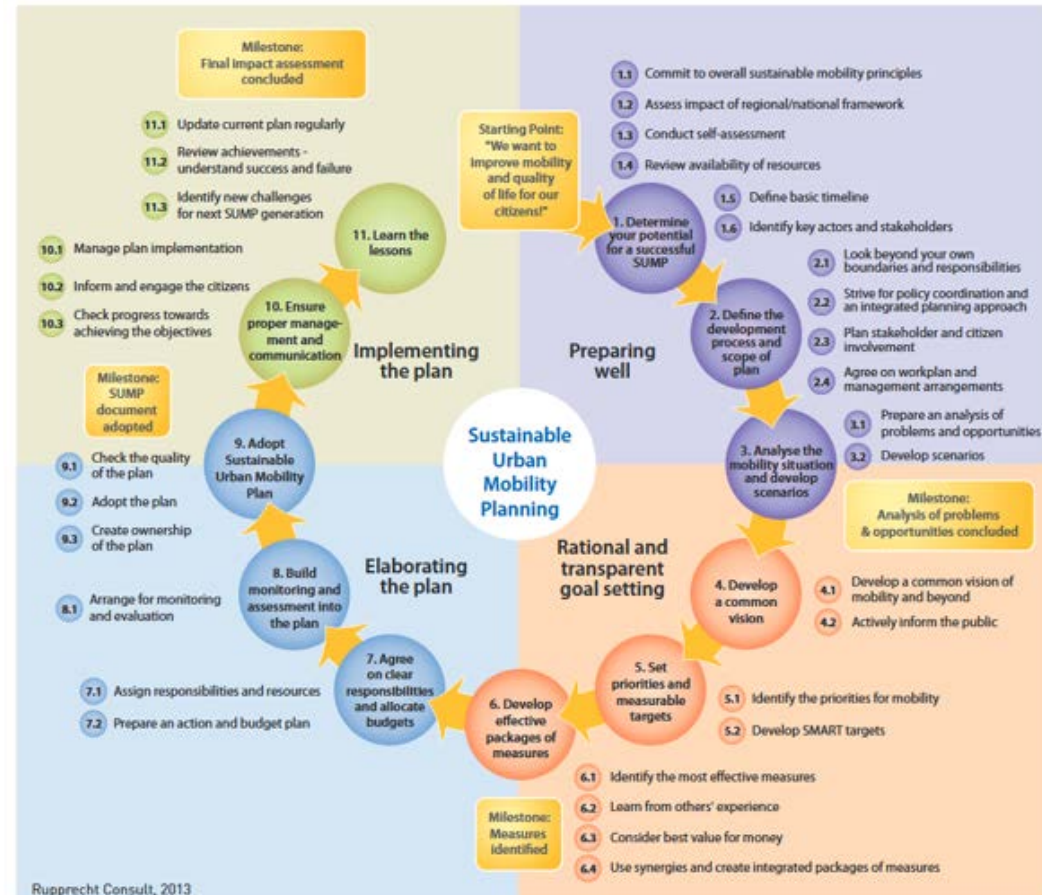 Milestone:
Final impact assessment
concluded
11.1 Update current plan regularly
11.2 Review achievements -
understand success and failure
11.3 Identify new challenges
for next SUMP generation
10.1 Manage plan implementation
10.2 Inform and engage the citizens
10.3 Check progress towards
achieving the objectives
11. Learn the
lessons
10. Ensure
proper manage-
ment and
communication
Implementing
the plan
Milestone:
SUMP
document
adopted
9. Adopt
Sustainable
Urban Mobility
Plan
Starting Point:
"We want to
improve mobility
and quality
of life for our
citizens!"
1.1 Commit to overall sustainable mobility principles
1.2 Assess impact of regional/national framework
1.3 Conduct self-assessment
1.4 Review availability of resources
1.5 Define basic timeline
1.6 Identify key actors and stakeholders
1. Determine
your potential
for a successful
SUMP
2.1 Look beyond your own
boundaries and responsibilities
2.2 Strive for policy coordination and
an integrated planning approach
2.3 Plan stakeholder and citizen
involvement
2.4 Agree on workplan and
management arrangements
2. Define the
development
process and
scope of
plan
Preparing
well
3.1 Prepare an analysis of
problems and opportunities
3.2 Develop scenarios
3. Analyse the
mobility situation
and develop
scenarios
Sustainable
Urban
Mobility
Planning
Milestone:
Analysis of problems
& opportunities concluded
Rational and
transparent
goal setting
4. Develop
a common
vision
4.1 Develop a common vision of
mobility and beyond
4.2 Actively inform the public
5. Set
priorities and
measurable
targets
5.1 Identify the priorities for mobility
5.2 Develop SMART targets
6. Develop
effective
packages of
measures
6.1 Identify the most effective measures
6.2 Learn from others' experience
6.3 Consider best value for money
6.4 Use synergies and create integrated packages of measures
Milestone:
Measures
identified
9.1 Check the quality
of the plan
9.2 Adopt the plan
9.3 Create ownership
of the plan
8.1 Arrange for monitoring
and evaluation
8. Build
monitoring and
assessment into
the plan
Elaborating
the plan
7. Agree
on clear
responsibilities
and allocate
budgets
7.1 Assign responsibilities and resources
7.2 Prepare an action and budget plan
Rupprecht Consult, 2013